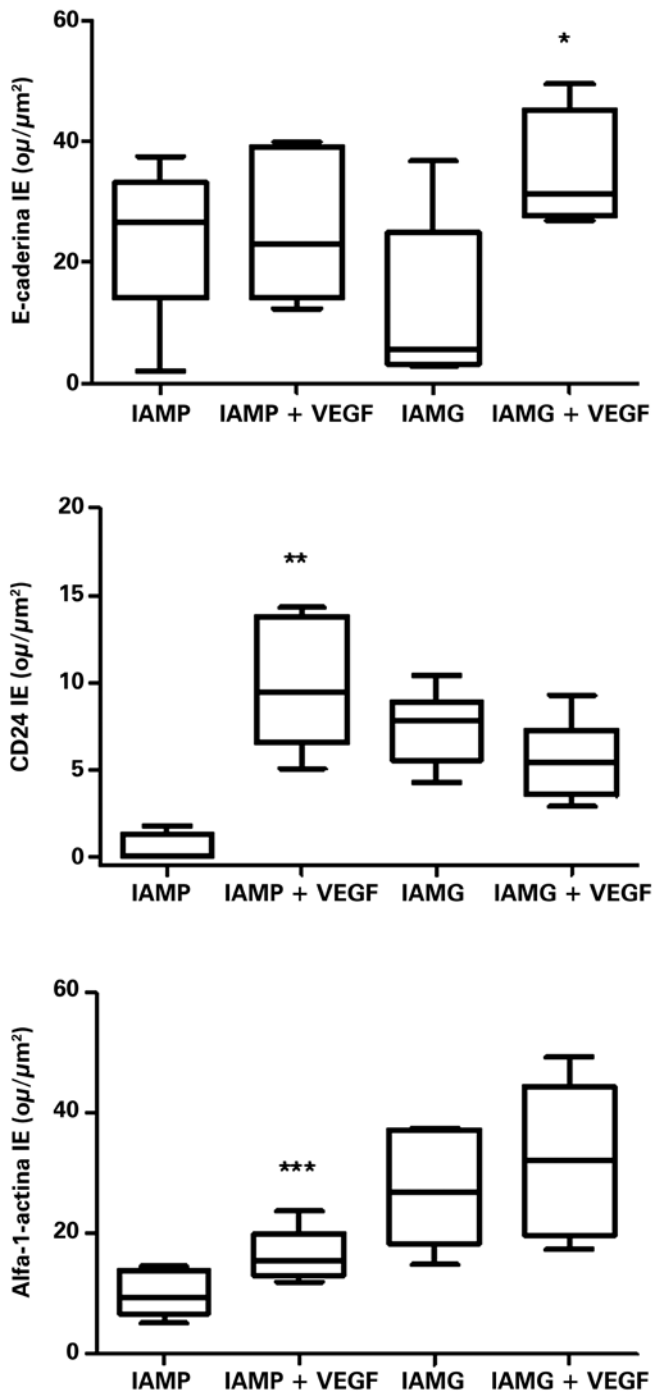 60
*
40
20
0
E-caderina IE (oµ/µm²)
IAMP IAMP + VEGF IAMG IAMG + VEGF
20
**
15
10
5
0
CD24 IE (oµ/µm²)
IAMP IAMP + VEGF IAMG IAMG + VEGF
60
40
***
20
0
Alfa-1-actina IE (oµ/µm²)
IAMP IAMP + VEGF IAMG IAMG + VEGF